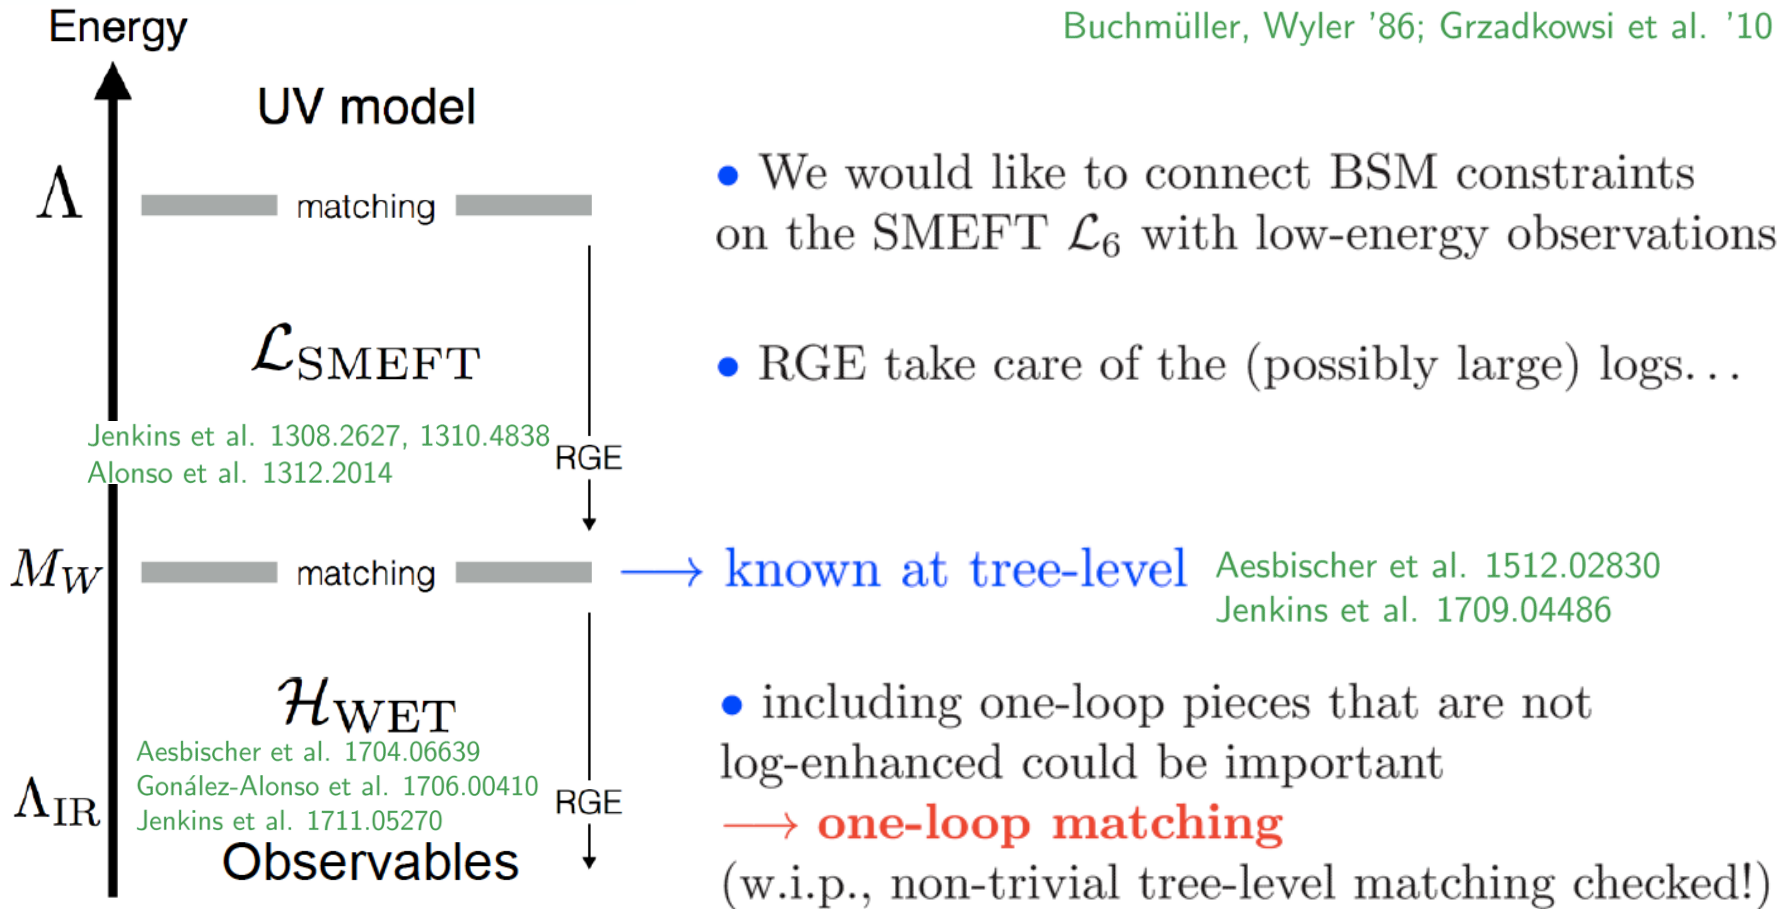 Energy
Buchmüller, Wyler '86; Grzadkowsi et al. '10
UV model
Λ
matching
• We would like to connect BSM constraints
on the SMEFT 𝓛₆ with low-energy observations
𝓛SMEFT
• RGE take care of the (possibly large) logs...
Jenkins et al. 1308.2627, 1310.4838
Alonso et al. 1312.2014
RGE
M_W
matching
⟶ known at tree-level
Aesbischer et al. 1512.02830
Jenkins et al. 1709.04486
𝓗WET
Aesbischer et al. 1704.06639
Gonález-Alonso et al. 1706.00410
Jenkins et al. 1711.05270
Λ_IR
RGE
Observables
• including one-loop pieces that are not
log-enhanced could be important
⟶ one-loop matching
(w.i.p., non-trivial tree-level matching checked!)